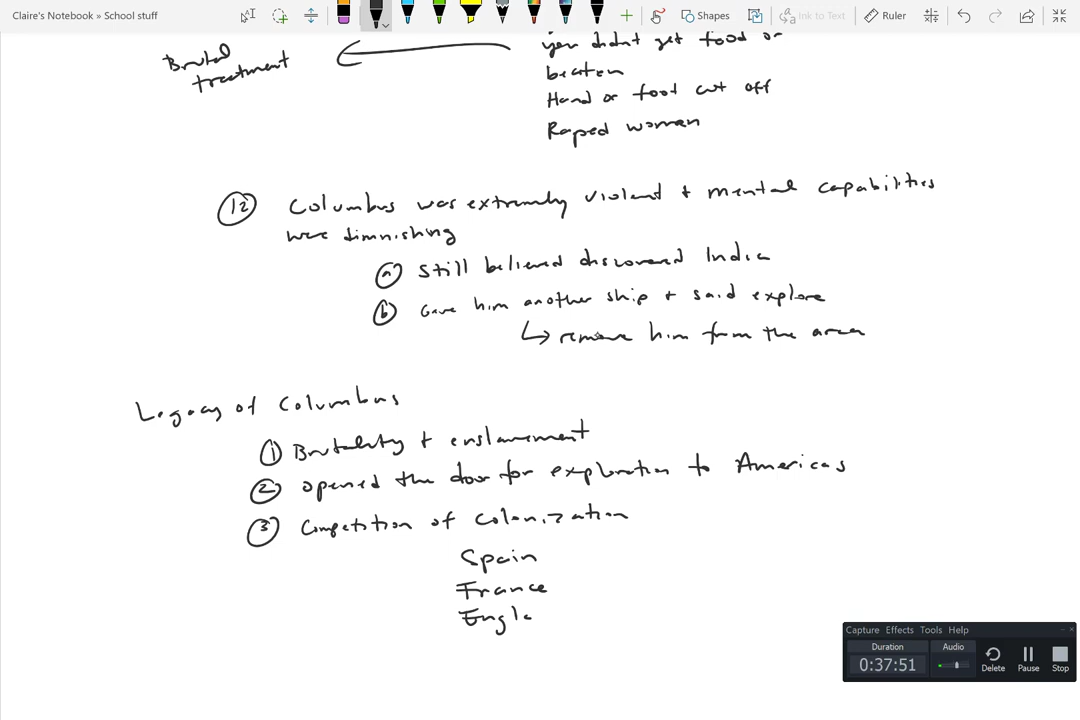 Claire's Notebook » School stuff
Shapes
Ink to Text
Ruler
you didnt get food or
Brutal
treatment
beaten
Hand or foot cut off
Raped woman
12 Columbus was extremly violent + mental capabilities
were dimnishing
a still believed discovered India
b Gave him another ship + said explore
↳ remove him from the area
Legacy of Columbus
1 Brutality + enslavement
2 opened the door for exploration to Americas
3 Competition of colonization
Spain
France
Engla
Capture Effects Tools Help
Duration Audio
0:37:51
Delete Pause Stop